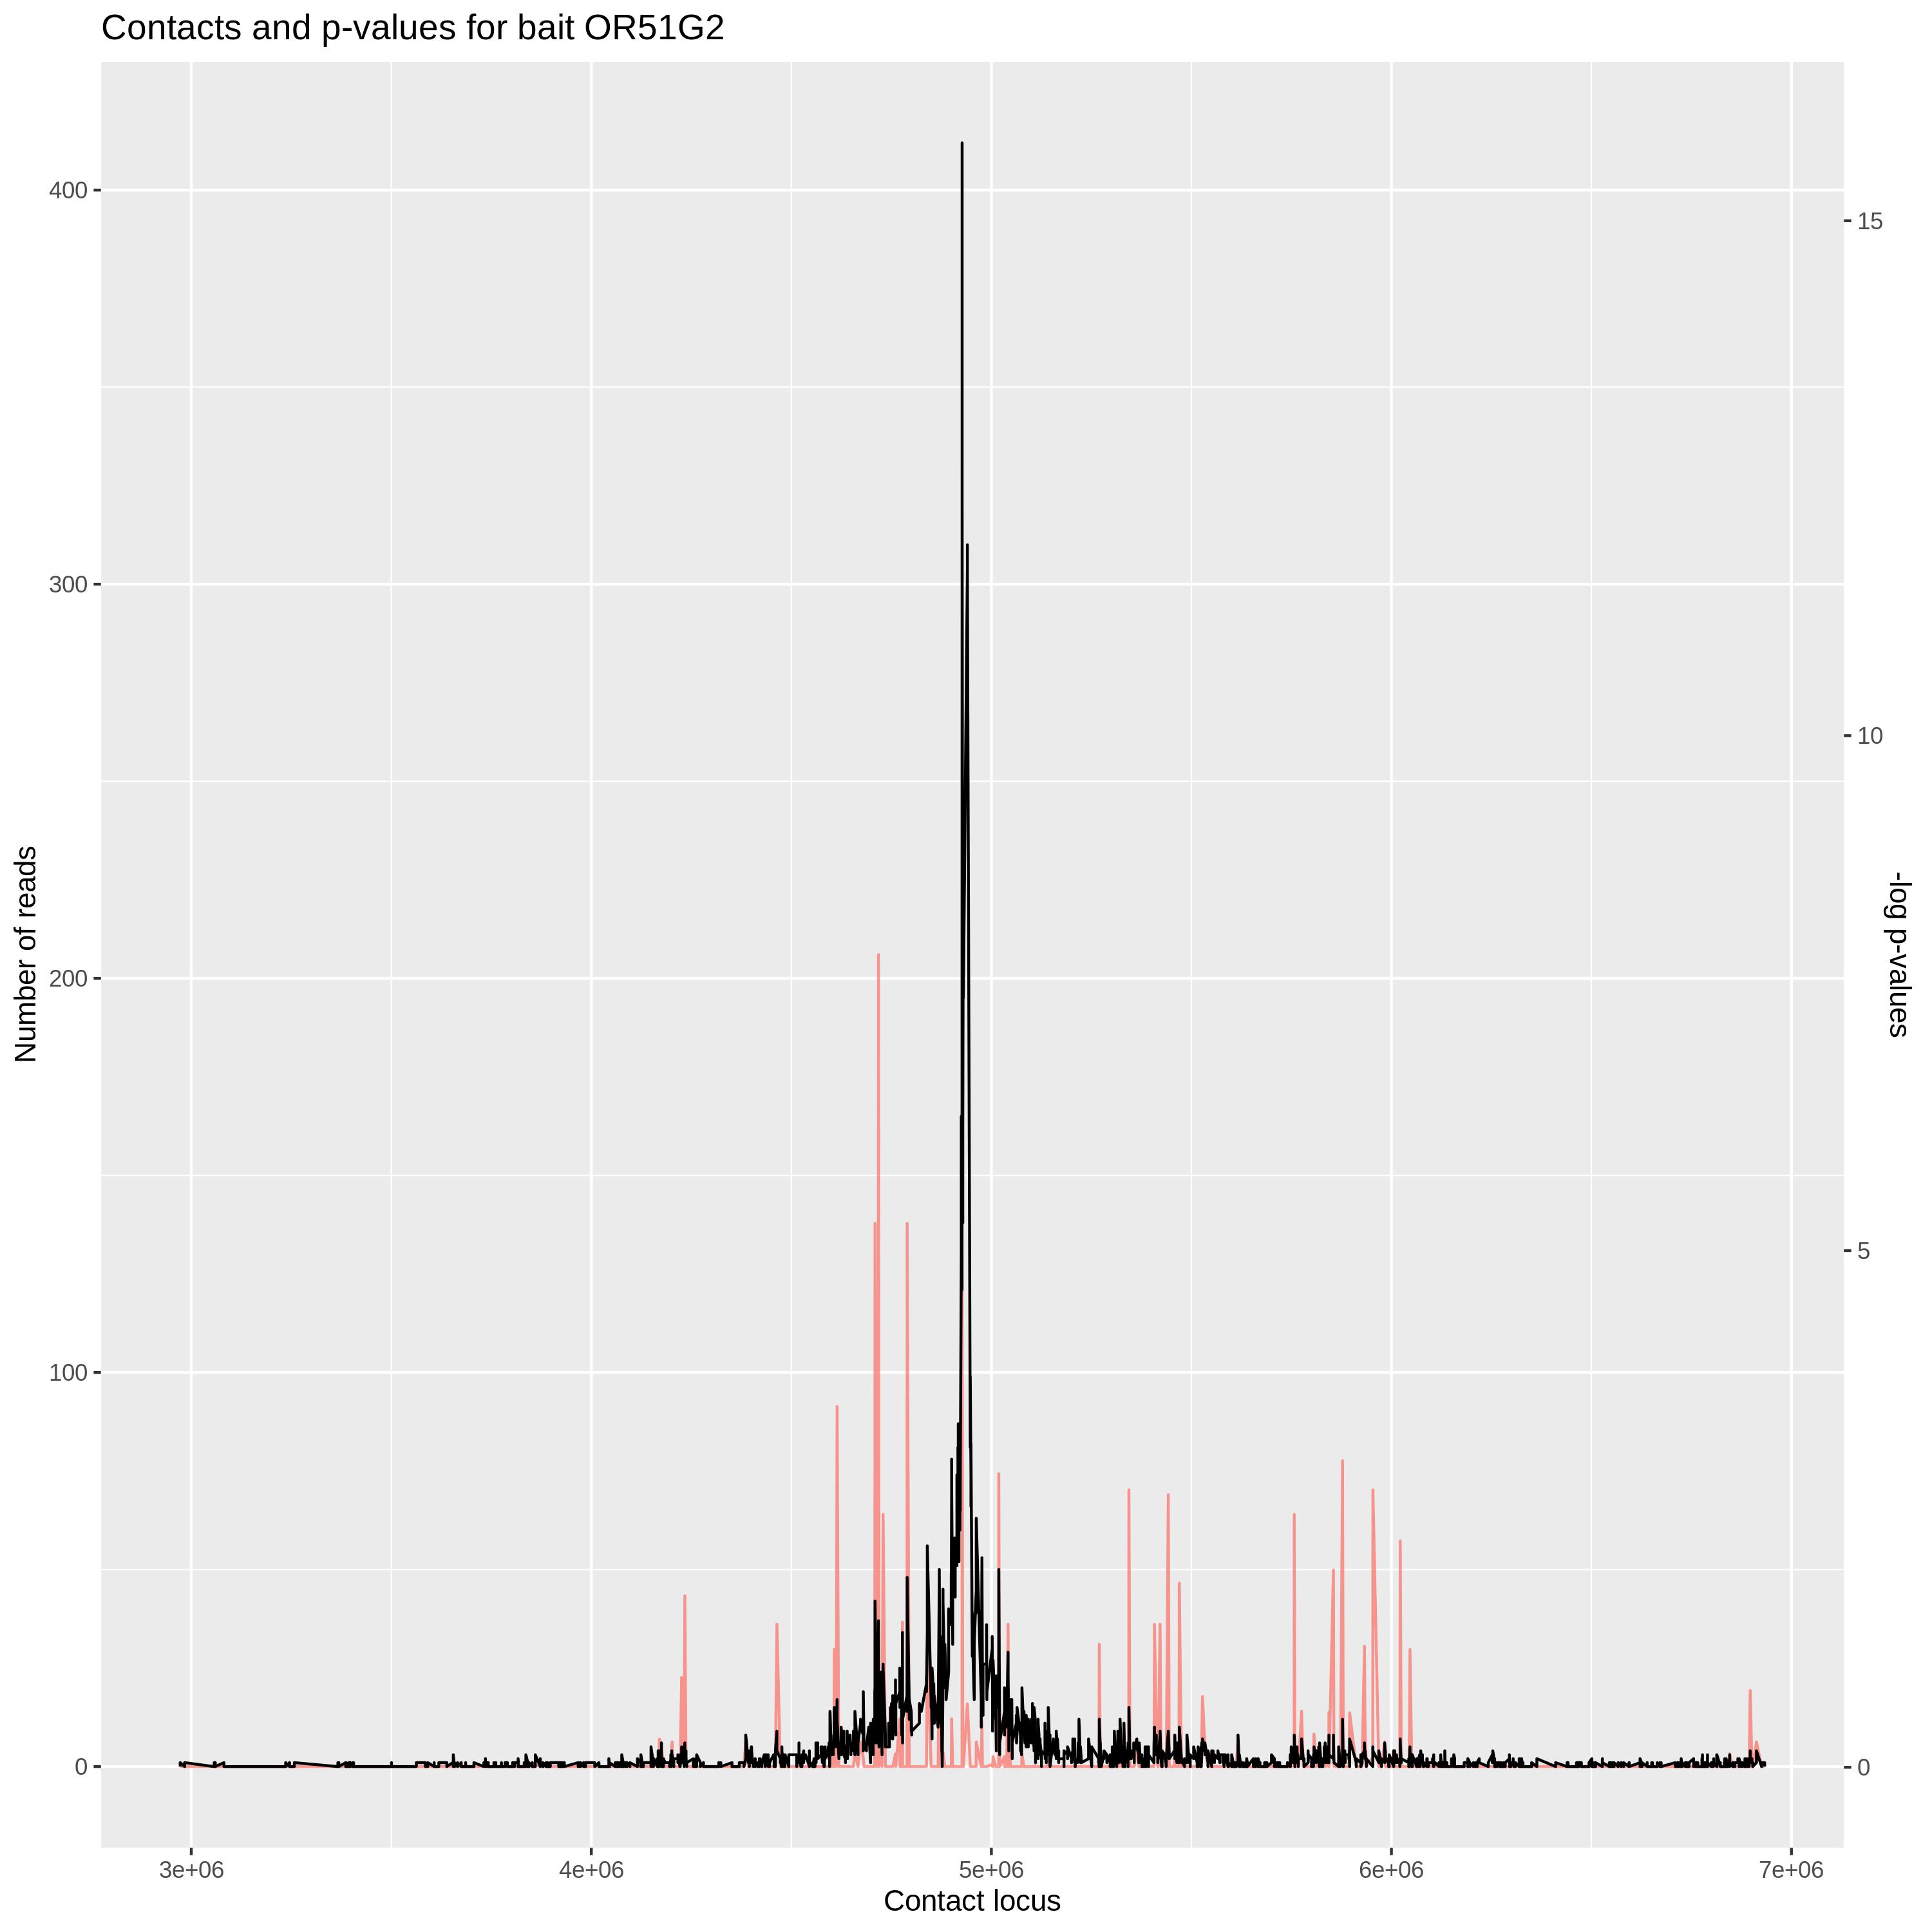 Contacts and p-values for bait OR51G2
400
300
200
100
0
15
10
5
0
Number of reads
-log p-values
3e+06 4e+06 5e+06 6e+06 7e+06
Contact locus